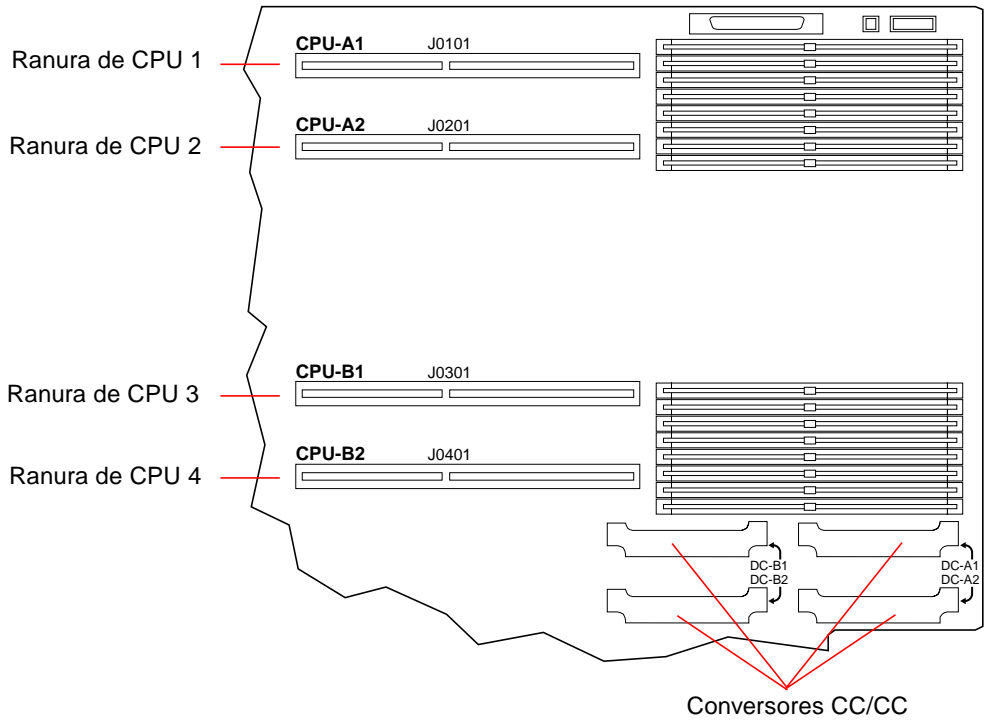 CPU-A1 J0101
Ranura de CPU 1
CPU-A2 J0201
Ranura de CPU 2
CPU-B1 J0301
Ranura de CPU 3
CPU-B2 J0401
Ranura de CPU 4
DC-B1 DC-A1
DC-B2 DC-A2
Conversores CC/CC